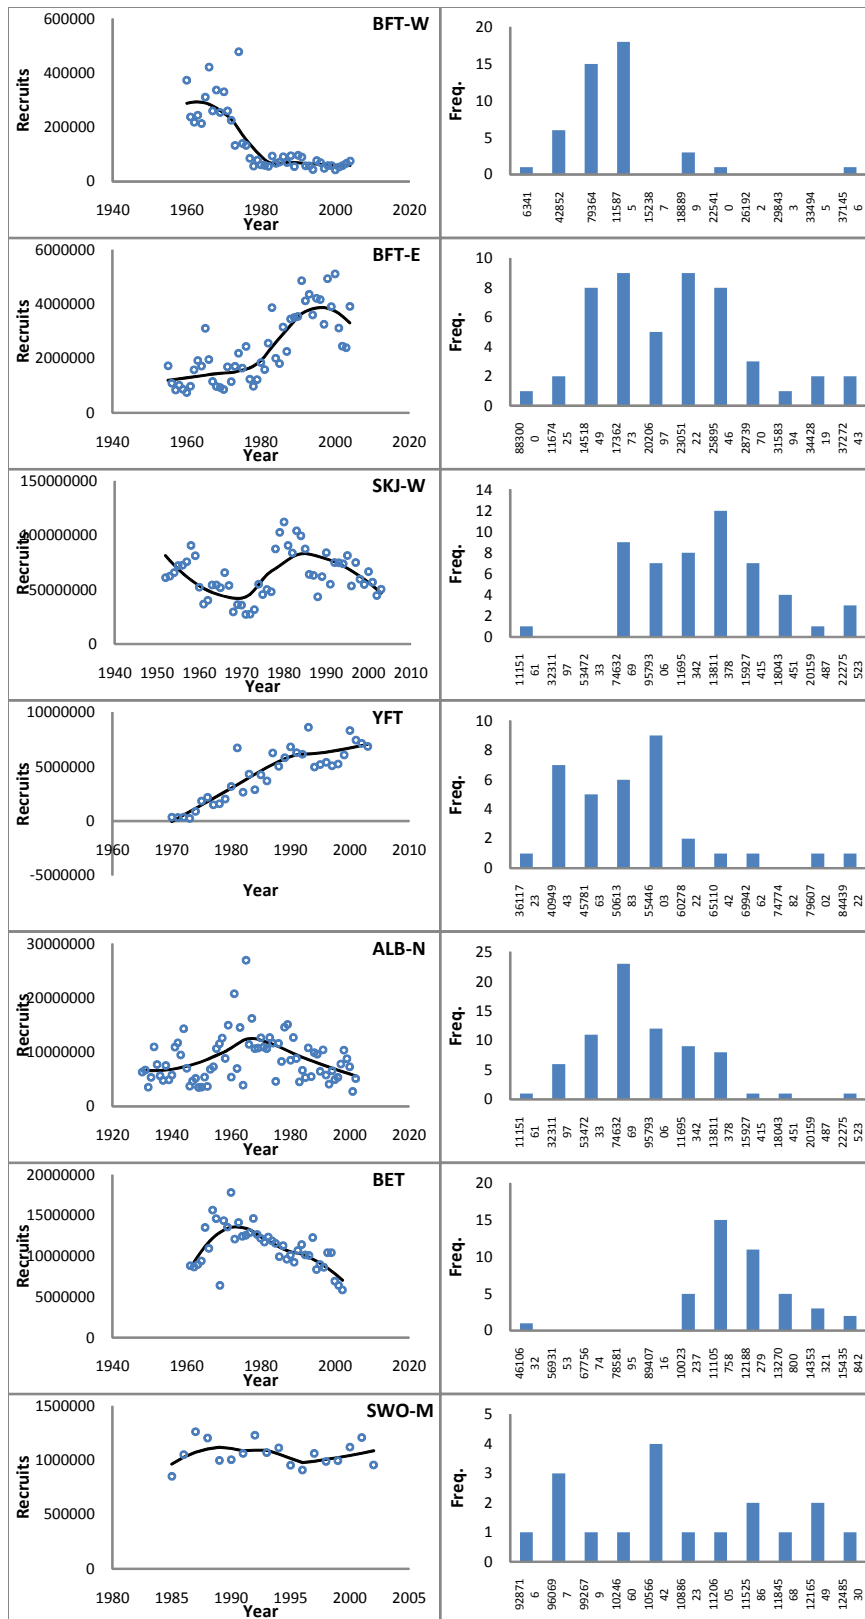 BFT-W
600000
400000
200000
0
Recruits
1940 1960 1980 2000 2020
Year
20
15
10
5
0
Freq.
6341 42852 79364 11587 15238 18889 22541 26192 29843 33494 37145
5 7 9 0 2 3 5 6
BFT-E
6000000
4000000
2000000
0
Recruits
1940 1960 1980 2000 2020
Year
10
8
6
4
2
0
Freq.
88300 11674 14518 17362 20206 23051 25895 28739 31583 34428 37272
0 25 49 73 97 22 46 70 94 19 43
SKJ-W
150000000
100000000
50000000
0
Recruits
1940 1950 1960 1970 1980 1990 2000 2010
Year
14
12
10
8
6
4
2
0
Freq.
11151 32311 53472 74632 95793 11695 13811 15927 18043 20159 22275
61 97 33 69 06 342 378 415 451 487 523
YFT
10000000
5000000
0
-5000000
Recruits
1960 1970 1980 1990 2000 2010
Year
10
8
6
4
2
0
Freq.
36117 40949 45781 50613 55446 60278 65110 69942 74774 79607 84439
23 43 63 83 03 22 42 62 82 02 22
ALB-N
30000000
20000000
10000000
0
Recruits
1920 1940 1960 1980 2000 2020
Year
25
20
15
10
5
0
Freq.
11151 32311 53472 74632 95793 11695 13811 15927 18043 20159 22275
61 97 33 69 06 342 378 415 451 487 523
BET
20000000
15000000
10000000
5000000
0
Recruits
1940 1960 1980 2000 2020
Year
20
15
10
5
0
Freq.
46106 56931 67756 78581 89407 10023 11105 12188 13270 14353 15435
32 53 74 95 16 237 758 279 800 321 842
SWO-M
1500000
1000000
500000
0
Recruits
1980 1985 1990 1995 2000 2005
Year
5
4
3
2
1
0
Freq.
92871 96069 99267 10246 10566 10886 11206 11525 11845 12165 12485
6 7 9 60 42 23 05 86 68 49 30